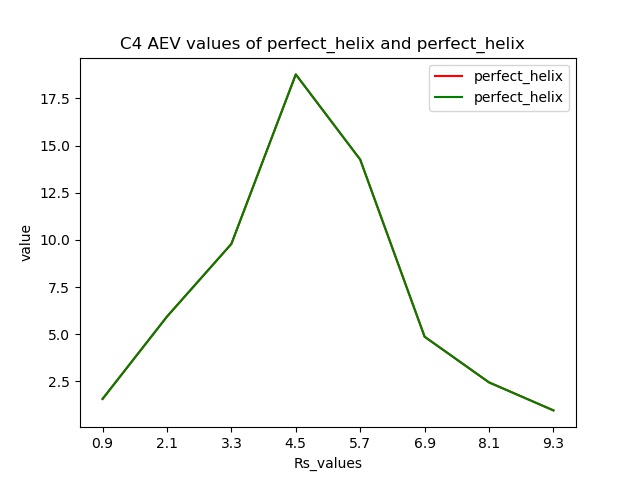 C4 AEV values of perfect_helix and perfect_helix
perfect_helix
perfect_helix
17.5
15.0
12.5
10.0
7.5
5.0
2.5
value
0.9 2.1 3.3 4.5 5.7 6.9 8.1 9.3
Rs_values